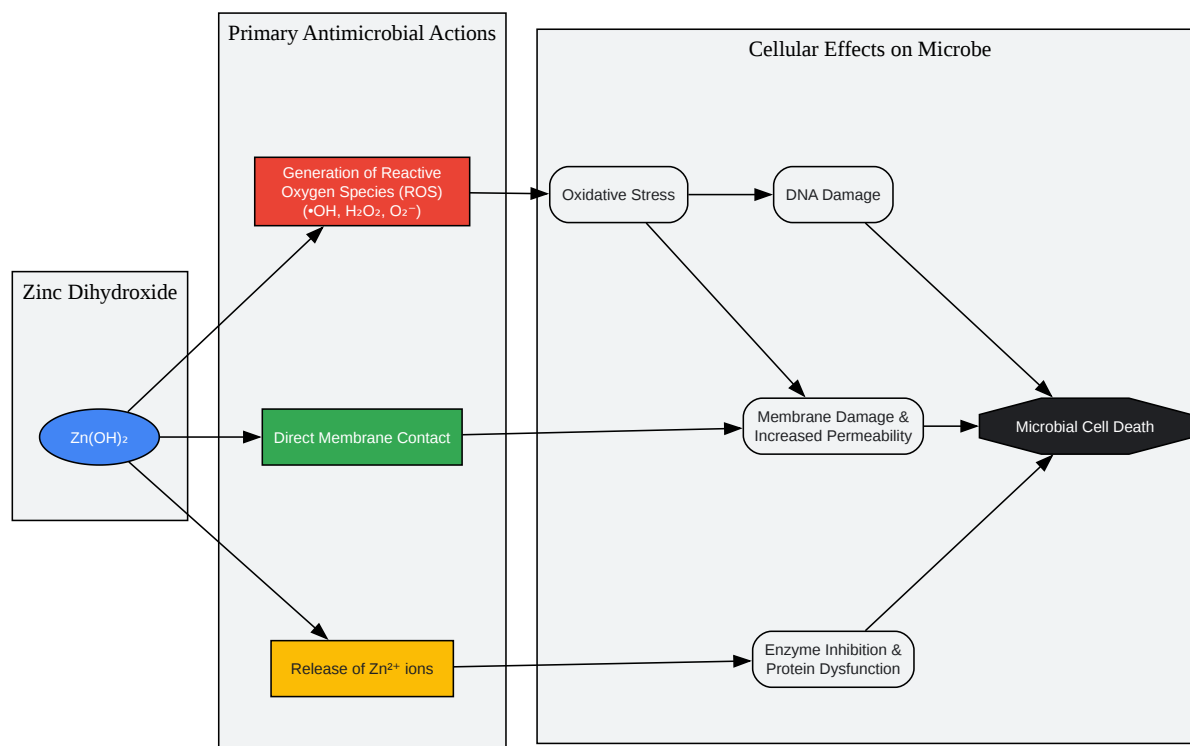 Primary Antimicrobial Actions
Cellular Effects on Microbe
Generation of Reactive
Oxygen Species (ROS)
(•OH, H₂O₂, O₂⁻)
Oxidative Stress
DNA Damage
Zinc Dihydroxide
Zn(OH)₂
Direct Membrane Contact
Membrane Damage &
Increased Permeability
Microbial Cell Death
Release of Zn²⁺ ions
Enzyme Inhibition &
Protein Dysfunction